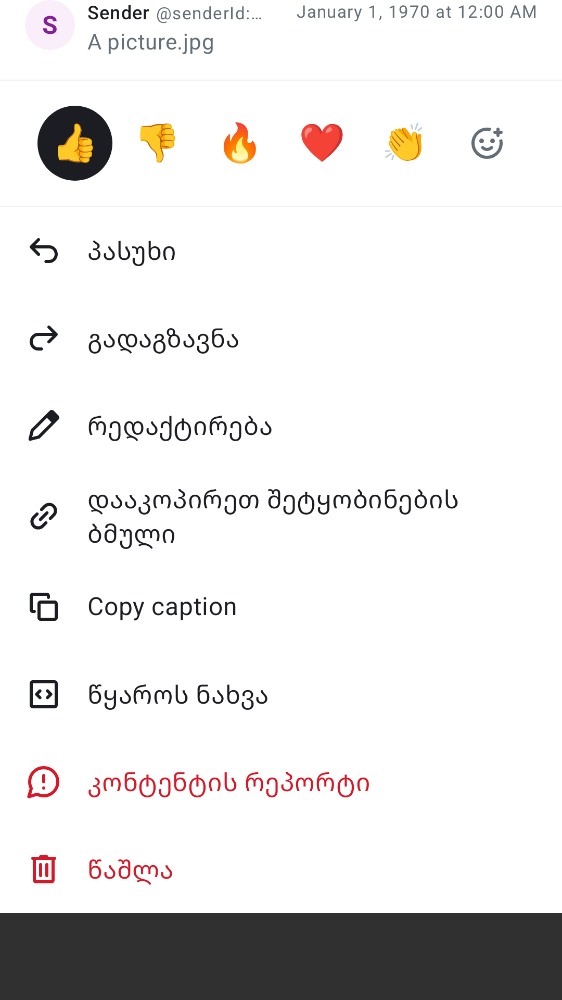 S
Sender @senderId:... January 1, 1970 at 12:00 AM
A picture.jpg
პასუხი
გადაგზავნა
რედაქტირება
დააკოპირეთ შეტყობინების
ბმული
Copy caption
წყაროს ნახვა
კონტენტის რეპორტი
წაშლა